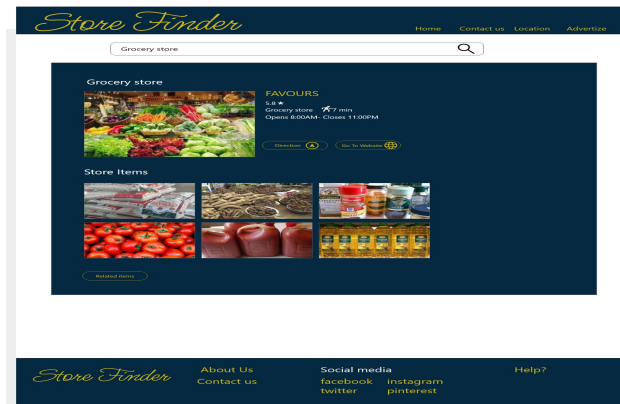 Store Finder
Home Contact us Location Advertize
Grocery store
Grocery store
FAVOURS
5.8 ★
Grocery store 7 min
Opens 8:00AM- Closes 11:00PM
Direction Go To Website
Store Items
Related items
Store Finder
About Us
Contact us
Social media
facebook instagram
twitter pinterest
Help?